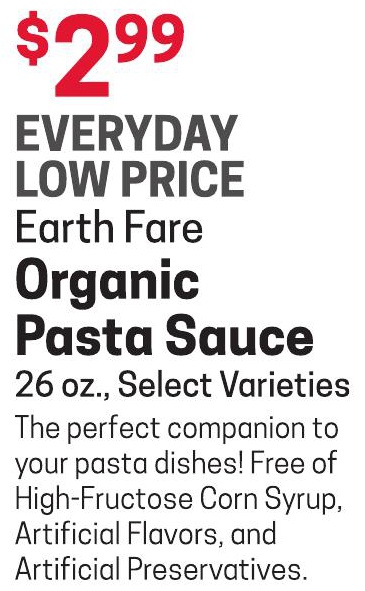 $2.99
EVERYDAY
LOW PRICE
Earth Fare
Organic
Pasta Sauce
26 oz., Select Varieties
The perfect companion to
your pasta dishes! Free of
High-Fructose Corn Syrup,
Artificial Flavors, and
Artificial Preservatives.